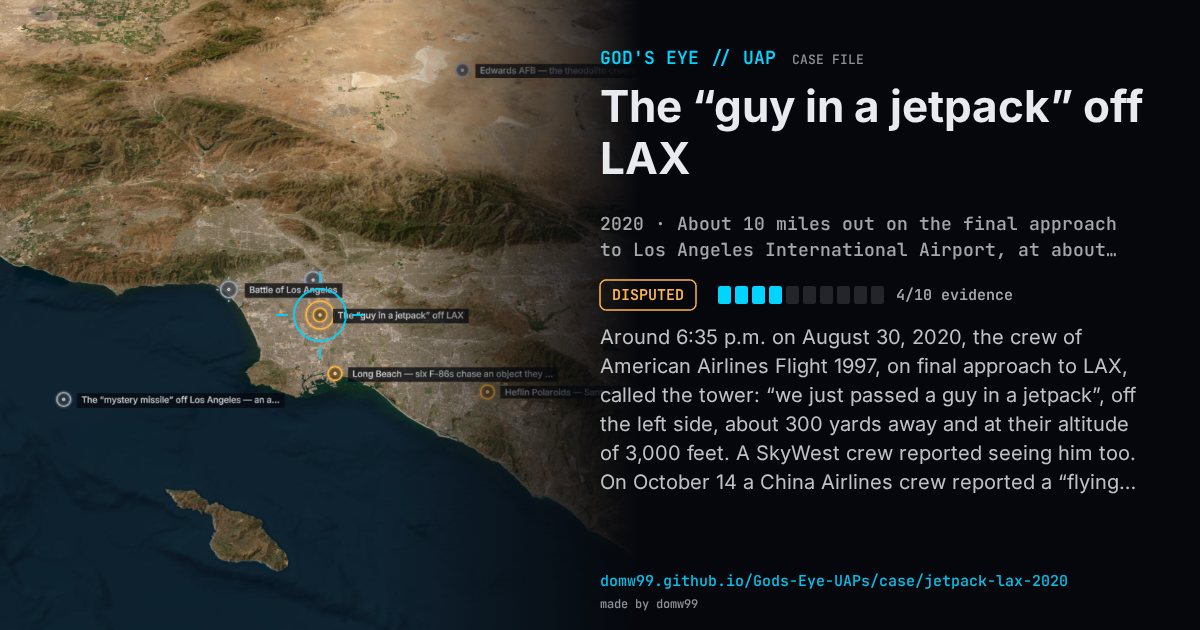 GOD'S EYE // UAP CASE FILE
The “guy in a jetpack” off
LAX
2020 · About 10 miles out on the final approach
to Los Angeles International Airport, at about…
DISPUTED 4/10 evidence
Around 6:35 p.m. on August 30, 2020, the crew of
American Airlines Flight 1997, on final approach to LAX,
called the tower: “we just passed a guy in a jetpack”, off
the left side, about 300 yards away and at their altitude
of 3,000 feet. A SkyWest crew reported seeing him too.
On October 14 a China Airlines crew reported a “flying…
domw99.github.io/Gods-Eye-UAPs/case/jetpack-lax-2020
made by domw99
Edwards AFB — the theodolite
Battle of Los Angeles
The “guy in a jetpack” off LAX
Long Beach — six F-86s chase an object they ...
Heflin Polaroids — San
The “mystery missile” off Los Angeles — an a...